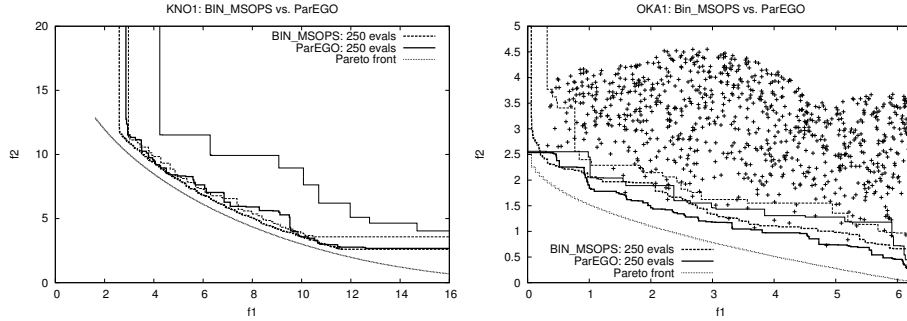 KNO1: BIN_MSOPS vs. ParEGO
20
15
10
5
0
f2
0 2 4 6 8 10 12 14 16
f1
BIN_MSOPS: 250 evals
ParEGO: 250 evals
Pareto front
OKA1: Bin_MSOPS vs. ParEGO
5
4.5
4
3.5
3
2.5
2
1.5
1
0.5
0
f2
0 1 2 3 4 5 6
f1
BIN_MSOPS: 250 evals
ParEGO: 250 evals
Pareto front